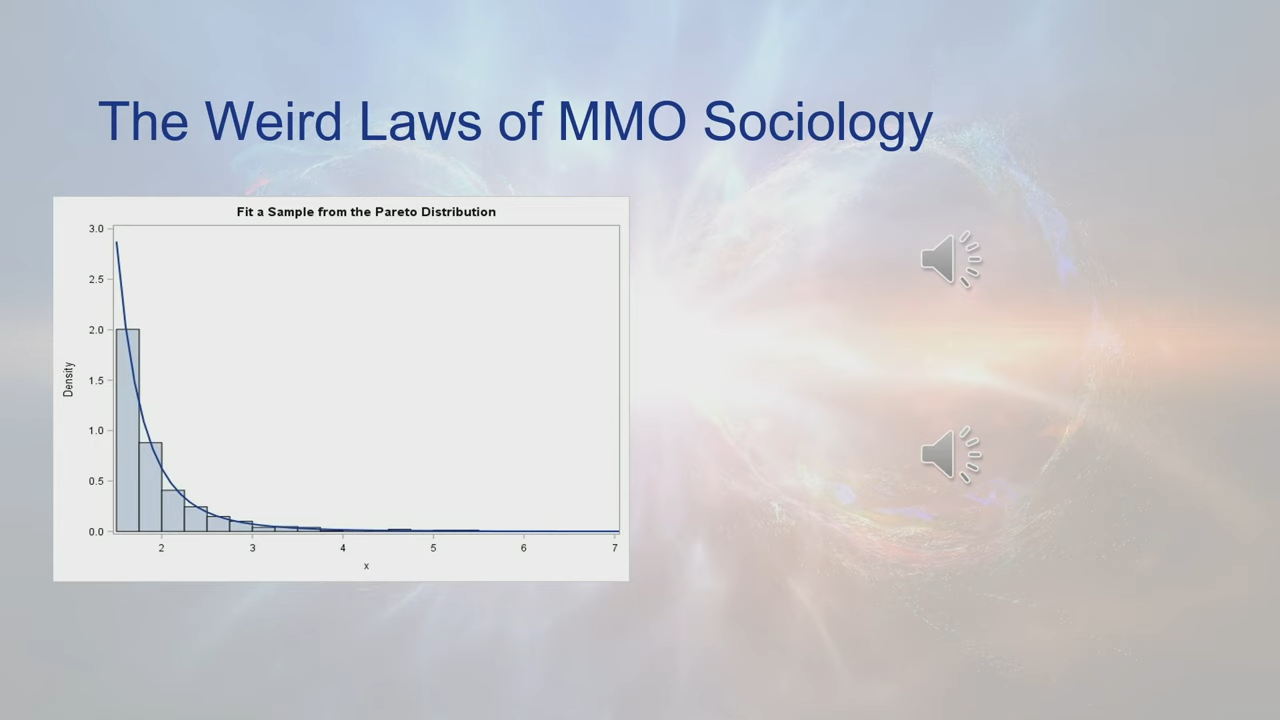 The Weird Laws of MMO Sociology
Fit a Sample from the Pareto Distribution
3.0
2.5
2.0
1.5
1.0
0.5
0.0
Density
2 3 4 5 6 7
x